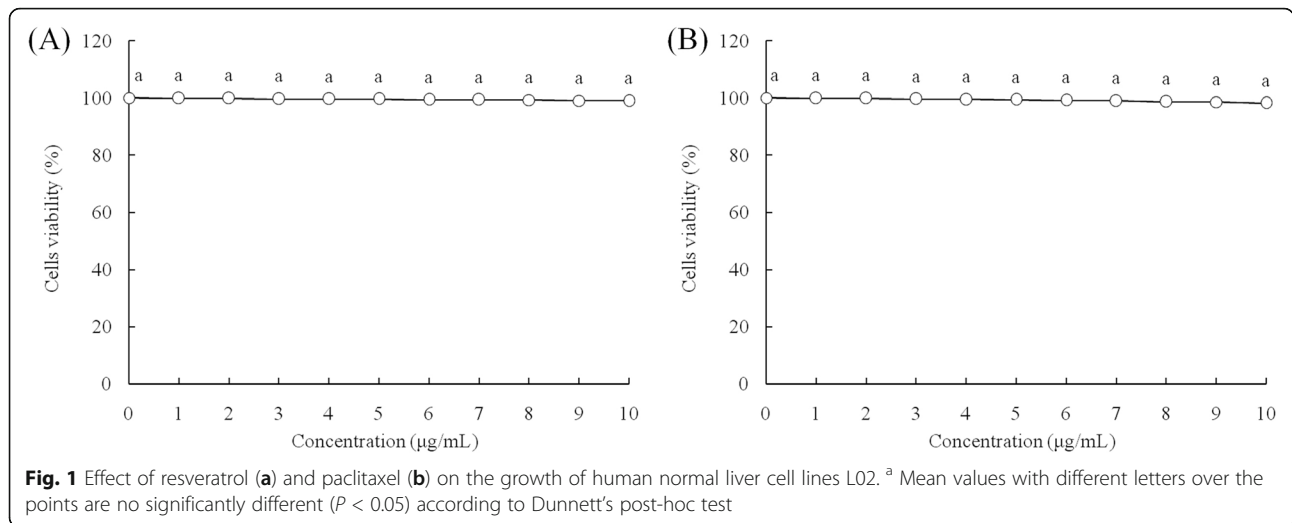 (A)
120
100
80
60
40
20
0
Cells viability (%)
a a a a a a a a a a a
0 1 2 3 4 5 6 7 8 9 10
Concentration (µg/mL)
(B)
120
100
80
60
40
20
0
Cells viability (%)
a a a a a a a a a a a
0 1 2 3 4 5 6 7 8 9 10
Concentration (µg/mL)
Fig. 1 Effect of resveratrol (a) and paclitaxel (b) on the growth of human normal liver cell lines L02. ᵃ Mean values with different letters over the
points are no significantly different (P < 0.05) according to Dunnett’s post-hoc test